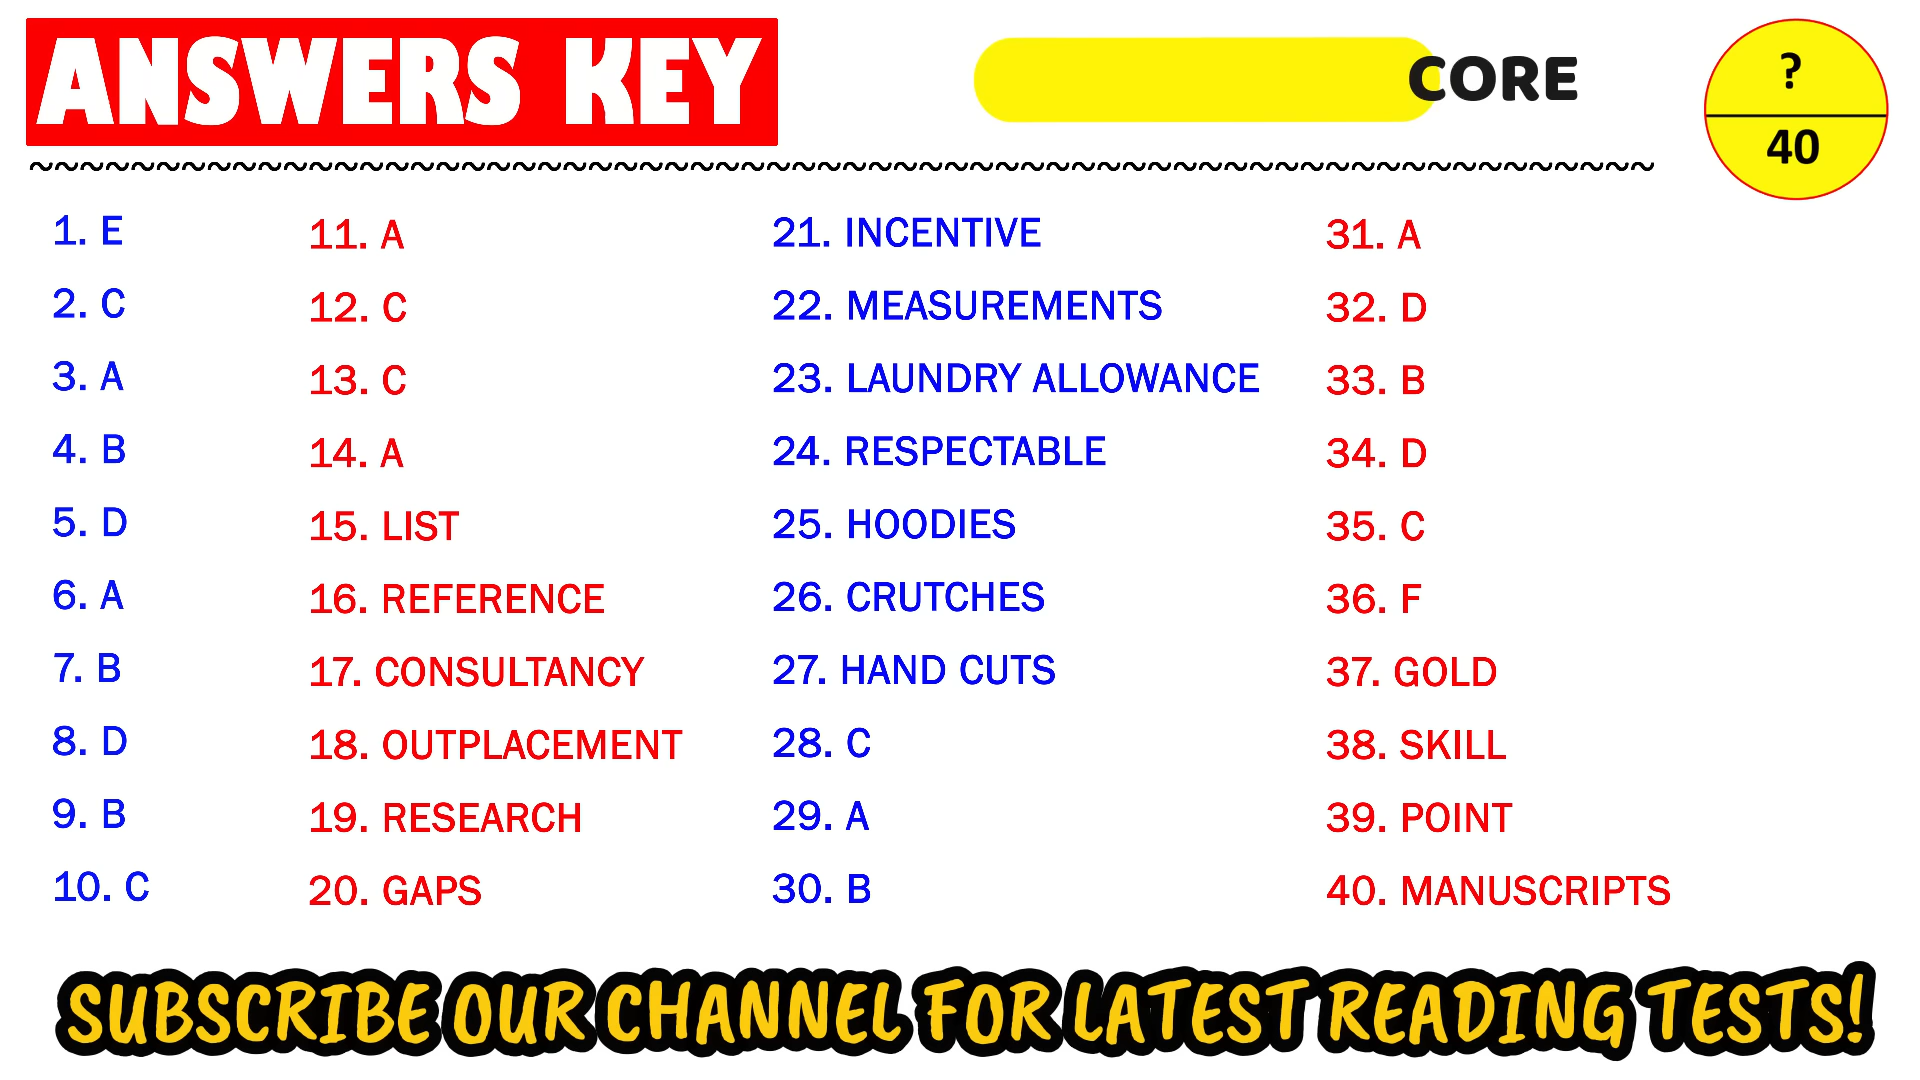 ANSWERS KEY
CORE
?
40
~~~~~~~~~~~~~~~~~~~~~~~~~~~~~~~~~~~~~~~~~~~~~~~~~~~~~~~~~~~~~~~~
1. E
2. C
3. A
4. B
5. D
6. A
7. B
8. D
9. B
10. C
11. A
12. C
13. C
14. A
15. LIST
16. REFERENCE
17. CONSULTANCY
18. OUTPLACEMENT
19. RESEARCH
20. GAPS
21. INCENTIVE
22. MEASUREMENTS
23. LAUNDRY ALLOWANCE
24. RESPECTABLE
25. HOODIES
26. CRUTCHES
27. HAND CUTS
28. C
29. A
30. B
31. A
32. D
33. B
34. D
35. C
36. F
37. GOLD
38. SKILL
39. POINT
40. MANUSCRIPTS
SUBSCRIBE OUR CHANNEL FOR LATEST READING TESTS!